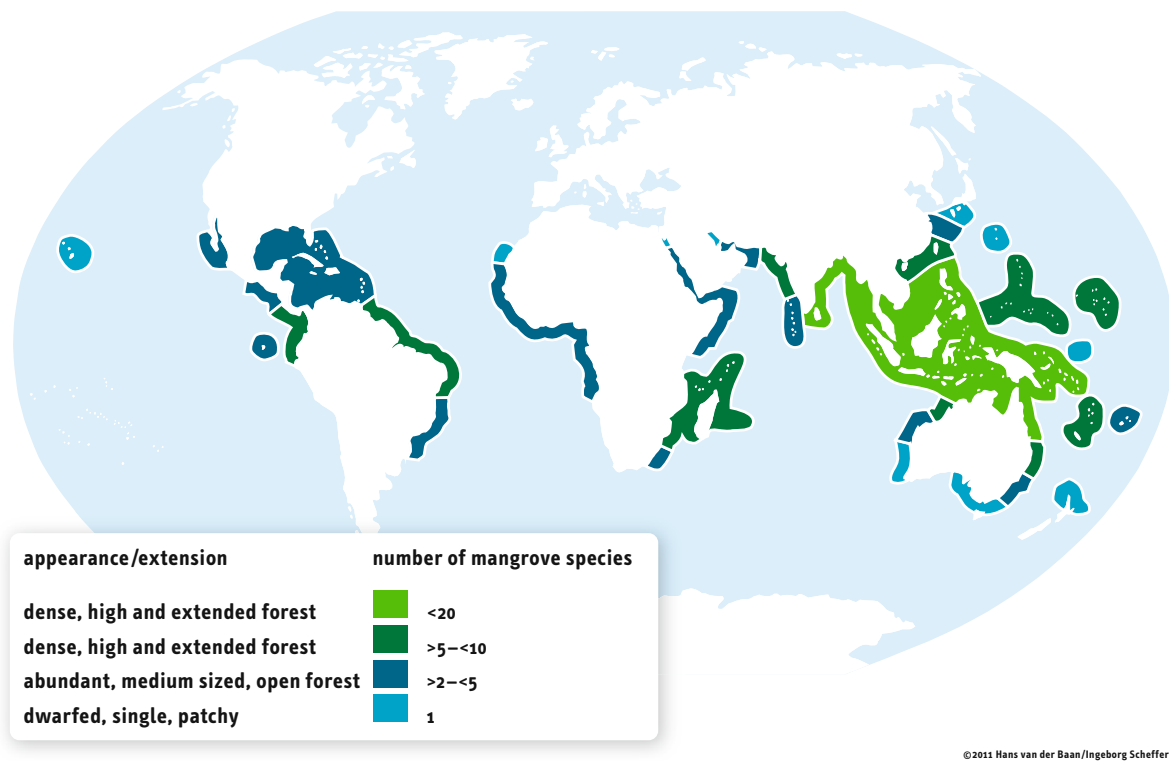 appearance/extension number of mangrove species
dense, high and extended forest <20
dense, high and extended forest >5–<10
abundant, medium sized, open forest >2–<5
dwarfed, single, patchy 1
©2011 Hans van der Baan/Ingeborg Scheffer